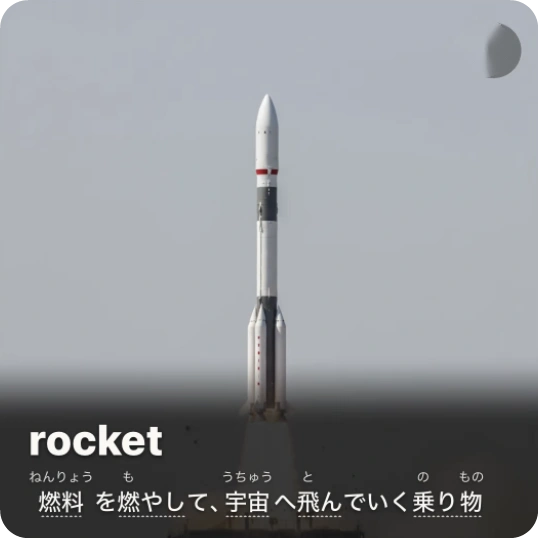 rocket
ねんりょう も うちゅう と の もの
燃料を燃やして、宇宙へ飛んでいく乗り物